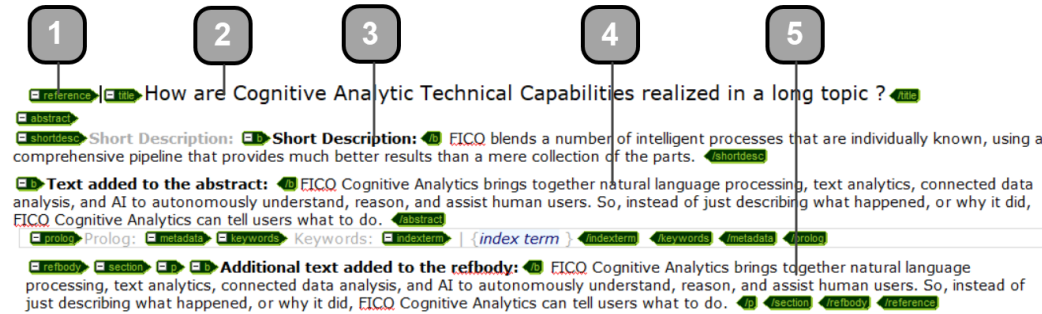 1 2 3 4 5
reference title How are Cognitive Analytic Technical Capabilities realized in a long topic ? /title
abstract
shortdesc Short Description: b Short Description: /b FICO blends a number of intelligent processes that are individually known, using a
comprehensive pipeline that provides much better results than a mere collection of the parts. /shortdesc
b Text added to the abstract: /b FICO Cognitive Analytics brings together natural language processing, text analytics, connected data
analysis, and AI to autonomously understand, reason, and assist human users. So, instead of just describing what happened, or why it did,
FICO Cognitive Analytics can tell users what to do. /abstract
prolog Prolog: metadata keywords Keywords: indexterm | {index term } /indexterm /keywords /metadata /prolog
refbody section p b Additional text added to the refbody: /b FICO Cognitive Analytics brings together natural language
processing, text analytics, connected data analysis, and AI to autonomously understand, reason, and assist human users. So, instead of
just describing what happened, or why it did, FICO Cognitive Analytics can tell users what to do. /p /section /refbody /reference